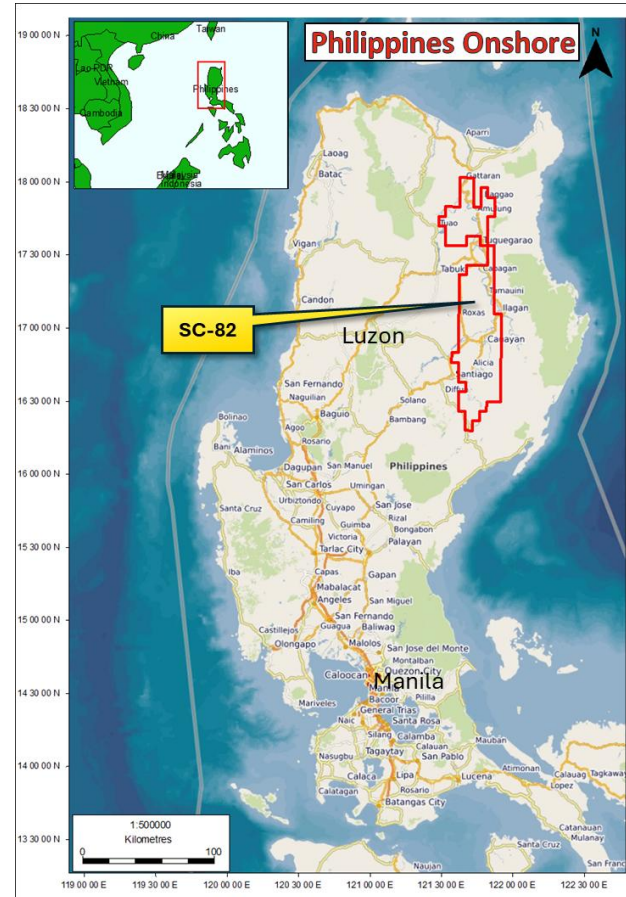 Philippines Onshore
N
China
Taiwan
Lao PDR
Vietnam
Philippines
Cambodia
Malaysia
Indonesia
19 00 00 N
18 30 00 N
18 00 00 N
17 30 00 N
17 00 00 N
16 30 00 N
16 00 00 N
15 30 00 N
15 00 00 N
14 30 00 N
14 00 00 N
13 30 00 N
Aparri
Laoag
Batac
Gattaran
Baggao
Amulung
Tuao
Tuguegarao
Vigan
Tabuk
Cabagan
Tumauini
Candon
Ilagan
SC-82
Roxas
Luzon
Cauayan
Alicia
Santiago
San Fernando
Diffun
Naguilian
Solano
Bolinao
Baguio
Bambang
Agoo
Bani
Alaminos
Rosario
Dagupan
San Manuel
Philippines
San Carlos
Umingan
Urbiztondo
San Jose
Santa Cruz
Cuyapo
Camiling
Guimba
Rizal
Bongabon
Victoria
Palayan
Tarlac City
Iba
Capas
Gapan
Mabalacat
Angeles
San Miguel
San Fernando
Castillejos
Guagua
Baliwag
Olongapo
Malolos
San Jose del Monte
Montalban
Caloocan
Quezon City
Manila
Manila
Pililla
Mariveles
Bacoor
General Trias
Naic
Santa Rosa
Silang
Calamba
Mauban
Tagaytay
Calauan
Nasugbu
San Pablo
Atimonan
Calaca
Lipa
Lucena
Calauag
Tagkaway
Lopez
Calatagan
Rosario
Batangas City
Catanauan
Mulanay
Naujan
San Franc
1:500000
Kilometres
0
100
119 00 00 E
119 30 00 E
120 00 00 E
120 30 00 E
121 00 00 E
121 30 00 E
122 00 00 E
122 30 00 E